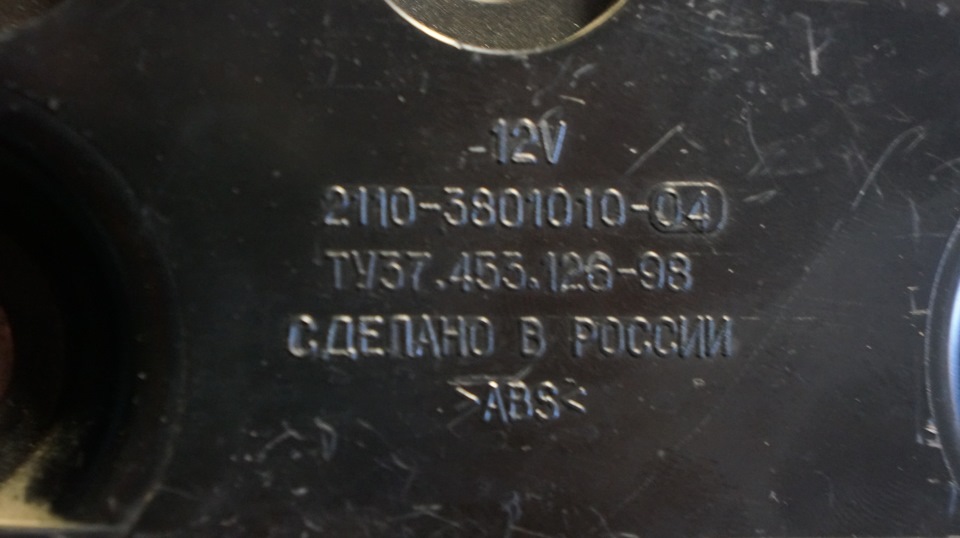 -12V
2110-3801010-04
ТУ37.453.126-98
СДЕЛАНО В РОССИИ
>ABS<